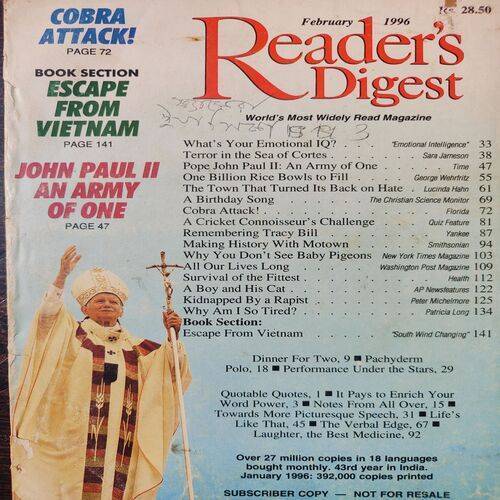 COBRA
ATTACK!
PAGE 72
BOOK SECTION
ESCAPE
FROM
VIETNAM
PAGE 141
JOHN PAUL II
AN ARMY
OF ONE
PAGE 47
Rs. 28.50
February 1996
Reader's
Digest
World's Most Widely Read Magazine
What's Your Emotional IQ? . . "Emotional Intelligence" 33
Terror in the Sea of Cortes . . . Sara Jameson 38
Pope John Paul II: An Army of One . . Time 47
One Billion Rice Bowls to Fill . . . George Wehrfritz 55
The Town That Turned Its Back on Hate . Lucinda Hahn 61
A Birthday Song . . . The Christian Science Monitor 69
Cobra Attack! . . . Florida 72
A Cricket Connoisseur's Challenge . . Quiz Feature 81
Remembering Tracy Bill . . . Yankee 87
Making History With Motown . . . Smithsonian 94
Why You Don't See Baby Pigeons New York Times Magazine 103
All Our Lives Long . . . Washington Post Magazine 109
Survival of the Fittest . . . Health 112
A Boy and His Cat . . . AP Newsfeatures 122
Kidnapped By a Rapist . . . Peter Michelmore 125
Why Am I So Tired? . . . Patricia Long 134
Book Section:
Escape From Vietnam . . . "South Wind Changing" 141
Dinner For Two, 9 ■ Pachyderm
Polo, 18 ■ Performance Under the Stars, 29
Quotable Quotes, 1 ■ It Pays to Enrich Your
Word Power, 3 ■ Notes From All Over, 15 ■
Towards More Picturesque Speech, 31 ■ Life's
Like That, 45 ■ The Verbal Edge, 67 ■
Laughter, the Best Medicine, 92
Over 27 million copies in 18 languages
bought monthly. 43rd year in India.
January 1996: 392,000 copies printed
SUBSCRIBER COPY — NOT FOR RESALE